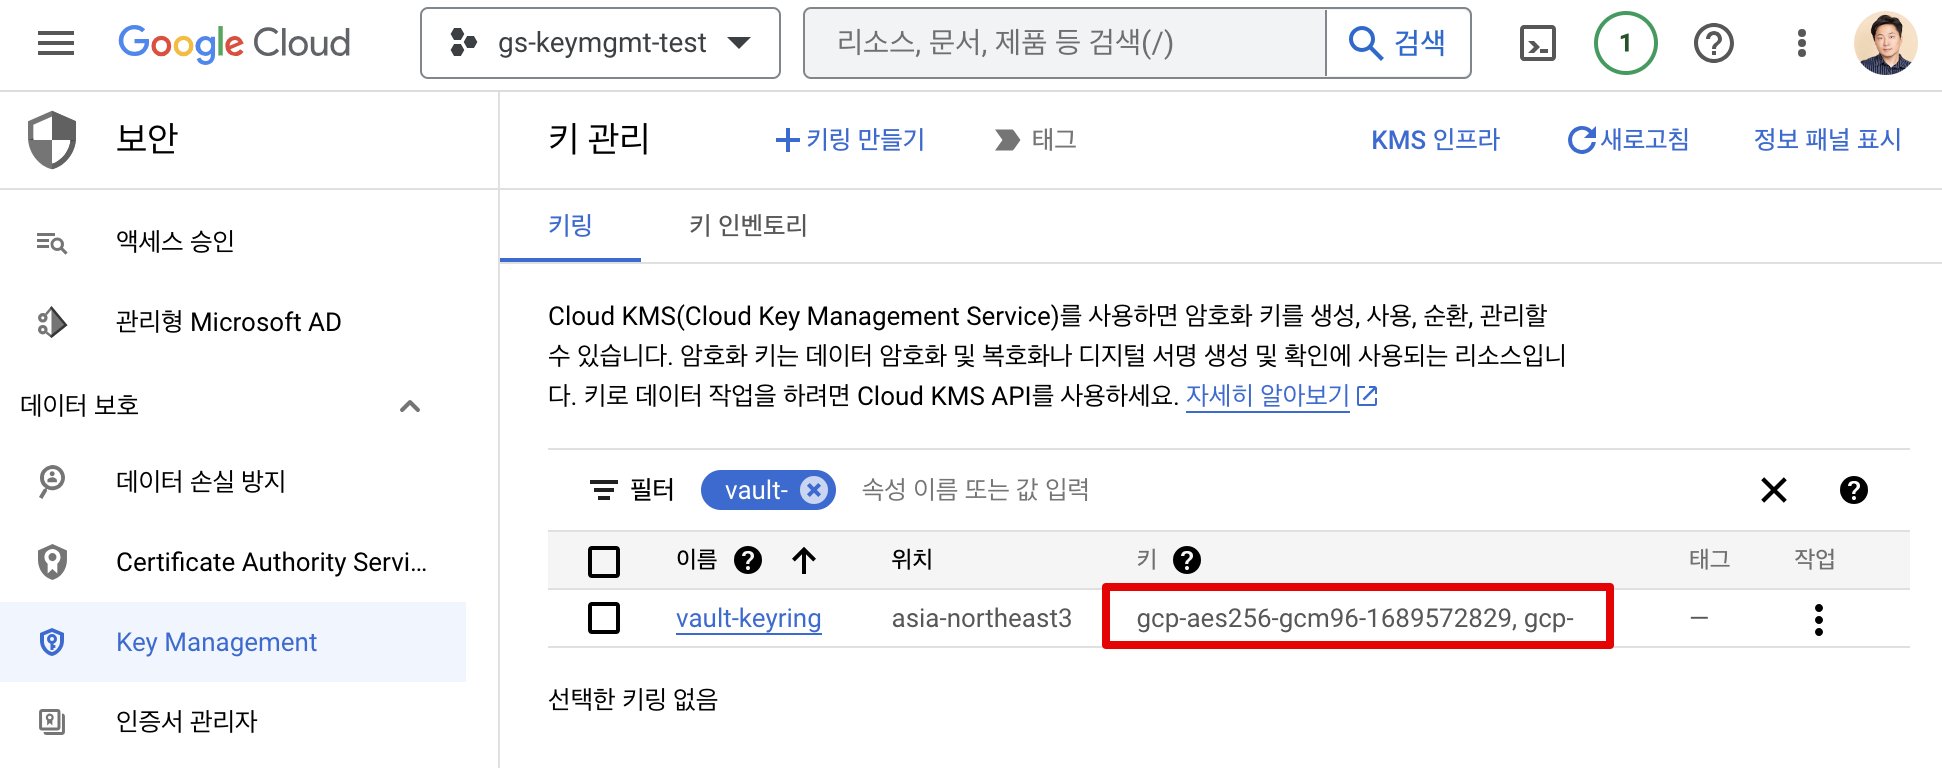 Google Cloud
gs-keymgmt-test
리소스, 문서, 제품 등 검색(/)
검색
1
보안
키 관리
키링 만들기
태그
KMS 인프라
새로고침
정보 패널 표시
액세스 승인
관리형 Microsoft AD
데이터 보호
데이터 손실 방지
Certificate Authority Servi...
Key Management
인증서 관리자
키링
키 인벤토리
Cloud KMS(Cloud Key Management Service)를 사용하면 암호화 키를 생성, 사용, 순환, 관리할
수 있습니다. 암호화 키는 데이터 암호화 및 복호화나 디지털 서명 생성 및 확인에 사용되는 리소스입니
다. 키로 데이터 작업을 하려면 Cloud KMS API를 사용하세요. 자세히 알아보기
필터
vault-
속성 이름 또는 값 입력
이름
위치
키
태그
작업
vault-keyring
asia-northeast3
gcp-aes256-gcm96-1689572829, gcp-
—
선택한 키링 없음